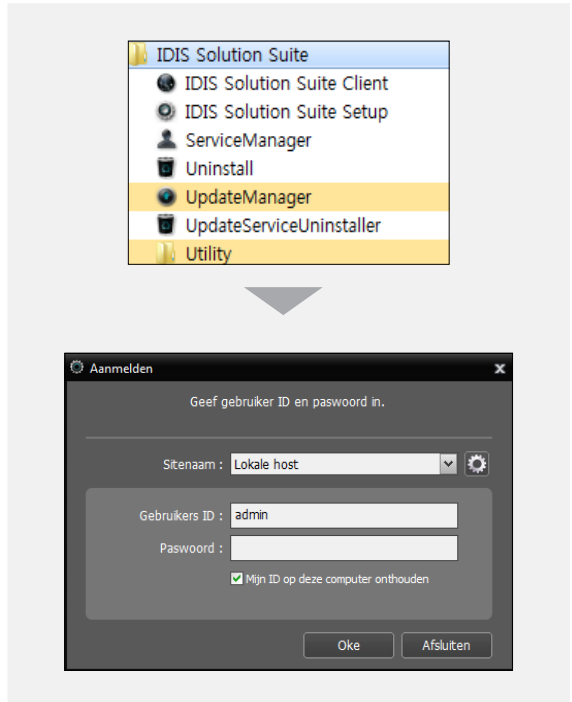 IDIS Solution Suite
IDIS Solution Suite Client
IDIS Solution Suite Setup
ServiceManager
Uninstall
UpdateManager
UpdateServiceUninstaller
Utility
Aanmelden x
Geef gebruiker ID en paswoord in.
Sitenaam : Lokale host
Gebruikers ID : admin
Paswoord :
Mijn ID op deze computer onthouden
Oke Afsluiten